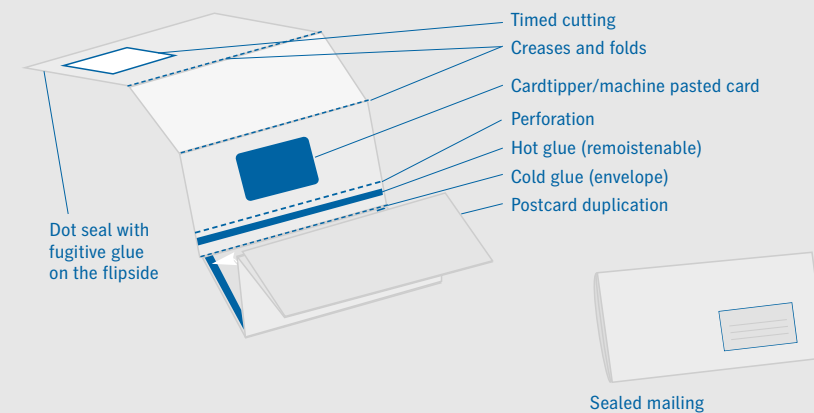 Timed cutting
Creases and folds
Cardtipper/machine pasted card
Perforation
Hot glue (remoistenable)
Cold glue (envelope)
Postcard duplication
Dot seal with
fugitive glue
on the flipside
Sealed mailing